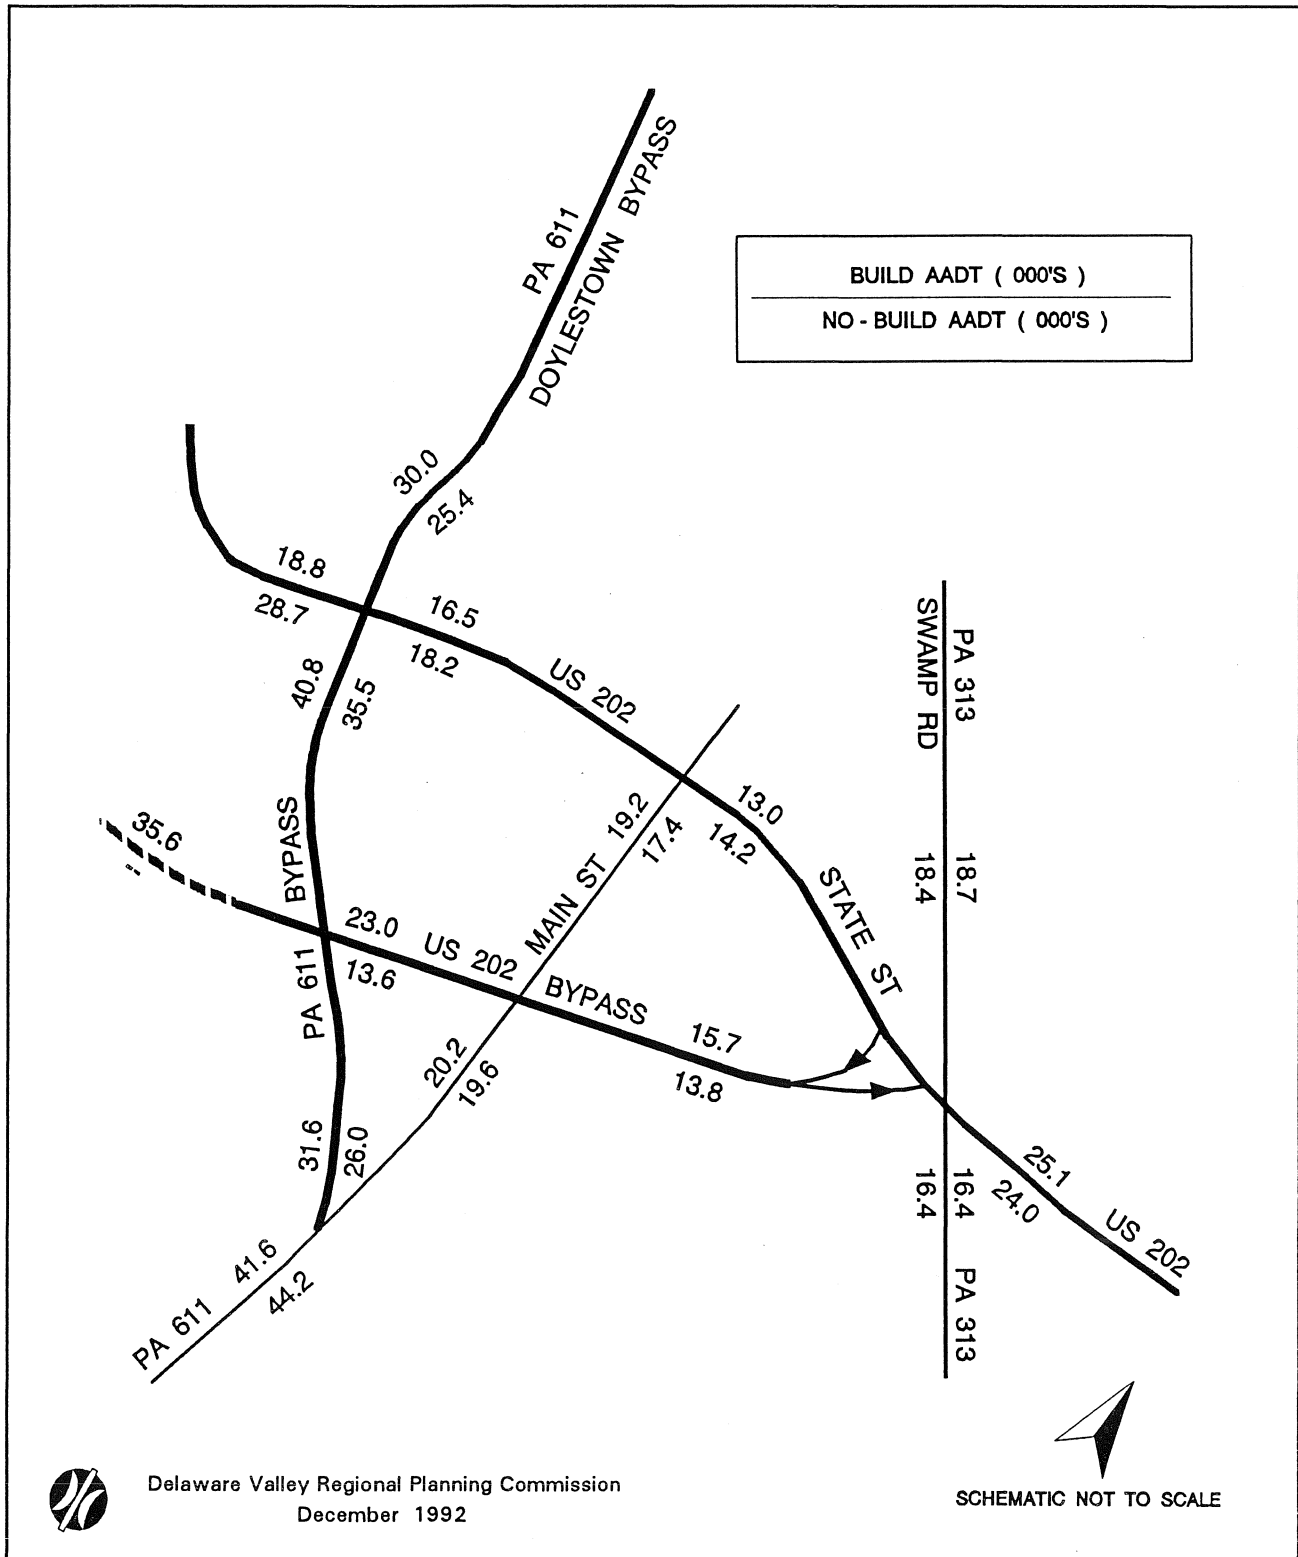 PA 611
DOYLESTOWN BYPASS
BUILD AADT ( 000'S )
NO - BUILD AADT ( 000'S )
30.0
25.4
18.8
28.7
16.5
18.2
US 202
40.8
35.5
SWAMP RD
PA 313
35.6
BYPASS
PA 611
23.0
13.6
US 202
BYPASS
MAIN ST
19.2
17.4
13.0
14.2
STATE ST
18.7
18.4
15.7
13.8
20.2
19.6
31.6
26.0
25.1
24.0
US 202
16.4
16.4
PA 313
41.6
44.2
PA 611
Delaware Valley Regional Planning Commission
December 1992
SCHEMATIC NOT TO SCALE